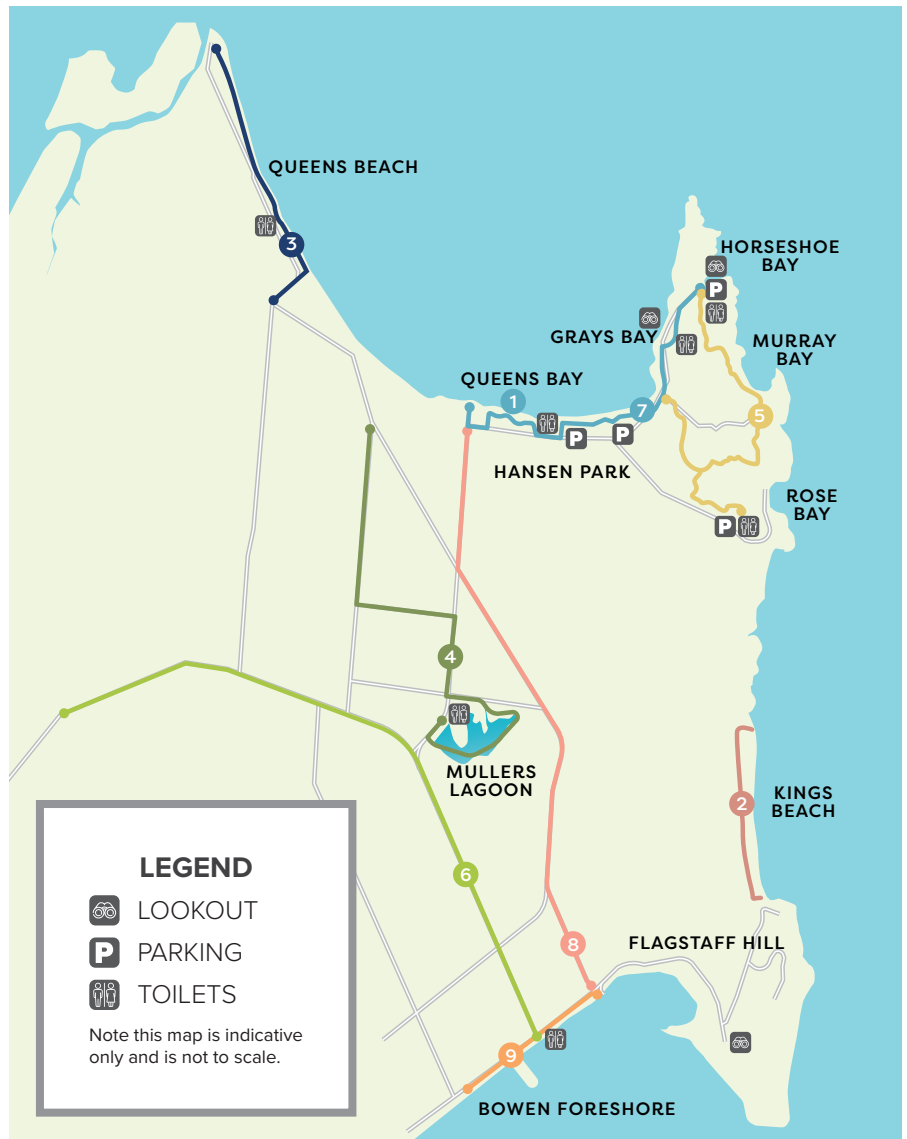 QUEENS BEACH
3
HORSESHOE
BAY
P
GRAYS BAY
MURRAY
BAY
QUEENS BAY
1
7
5
P
P
HANSEN PARK
ROSE
BAY
P
4
MULLERS
LAGOON
KINGS
BEACH
2
6
8
FLAGSTAFF HILL
9
BOWEN FORESHORE
LEGEND
LOOKOUT
P PARKING
TOILETS
Note this map is indicative
only and is not to scale.